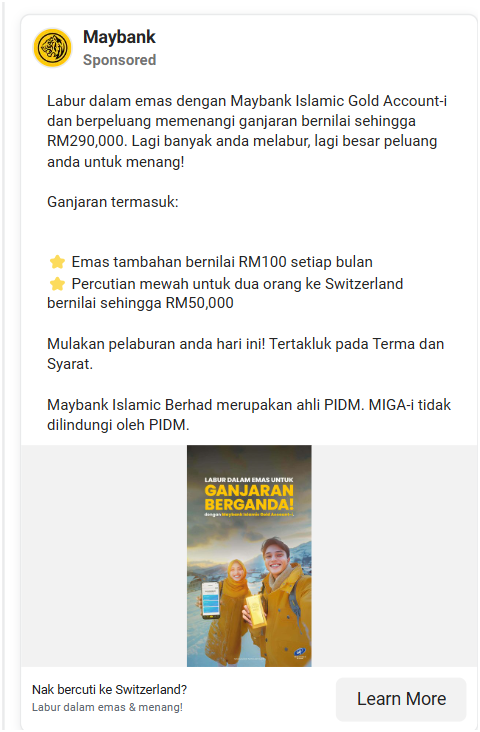 Maybank
Sponsored
Labur dalam emas dengan Maybank Islamic Gold Account-i
dan berpeluang memenangi ganjaran bernilai sehingga
RM290,000. Lagi banyak anda melabur, lagi besar peluang
anda untuk menang!
Ganjaran termasuk:
⭐ Emas tambahan bernilai RM100 setiap bulan
⭐ Percutian mewah untuk dua orang ke Switzerland
bernilai sehingga RM50,000
Mulakan pelaburan anda hari ini! Tertakluk pada Terma dan
Syarat.
Maybank Islamic Berhad merupakan ahli PIDM. MIGA-i tidak
dilindungi oleh PIDM.
LABUR DALAM EMAS UNTUK
GANJARAN
BERGANDA!
dengan Maybank Islamic Gold Account-i.
Nak bercuti ke Switzerland?
Labur dalam emas & menang!
Learn More